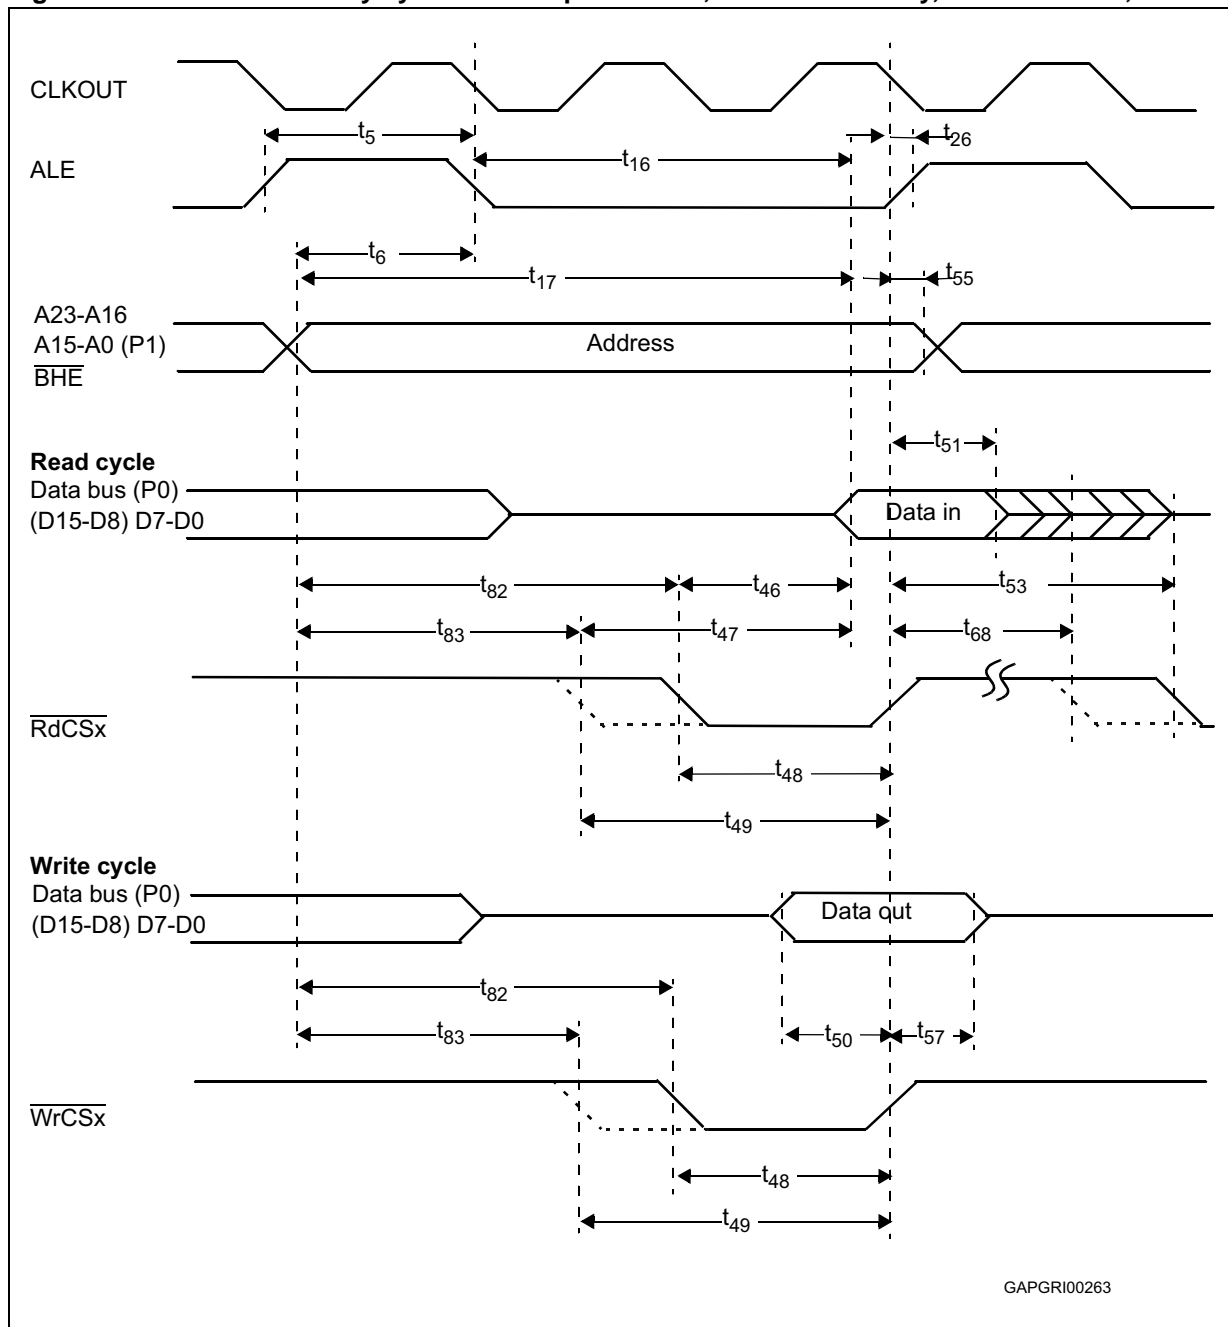 CLKOUT
t5
t26
t16
ALE
t6
t17
t55
A23-A16
A15-A0 (P1)
BHE
Address
t51
Read cycle
Data bus (P0)
(D15-D8) D7-D0
Data in
t82
t46
t53
t83
t47
t68
RdCSx
t48
t49
Write cycle
Data bus (P0)
(D15-D8) D7-D0
Data out
t82
t83
t50
t57
WrCSx
t48
t49
GAPGRI00263